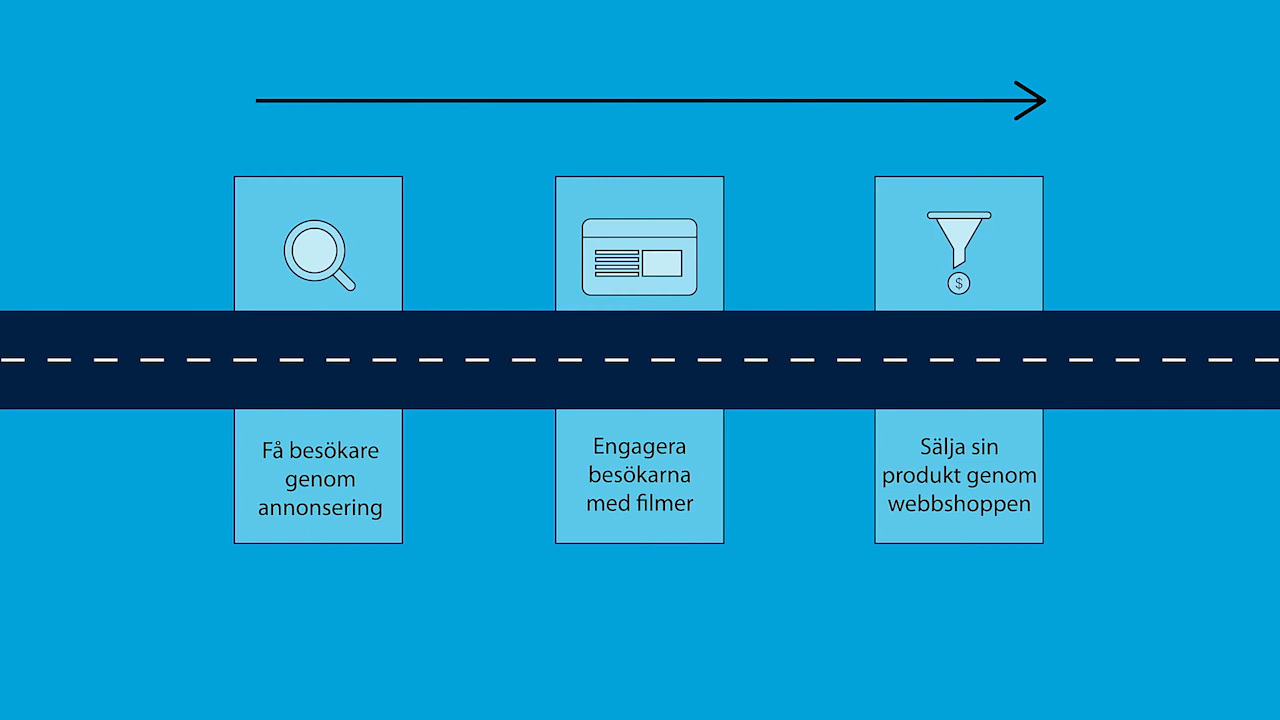 $
Få besökare
genom
annonsering
Engagera
besökarna
med filmer
Sälja sin
produkt genom
webbshoppen